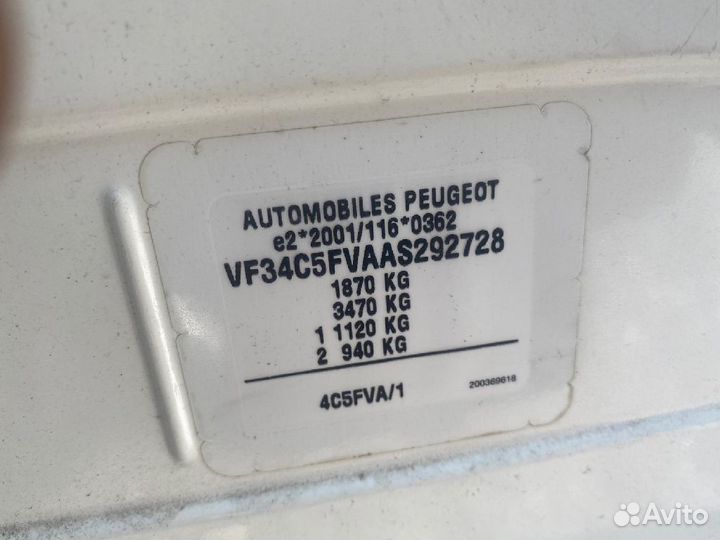 AUTOMOBILES PEUGEOT
e2*2001/116*0362
VF34C5FVAAS292728
1870 KG
3470 KG
1 1120 KG
2 940 KG
4C5FVA/1
200369618
Avito